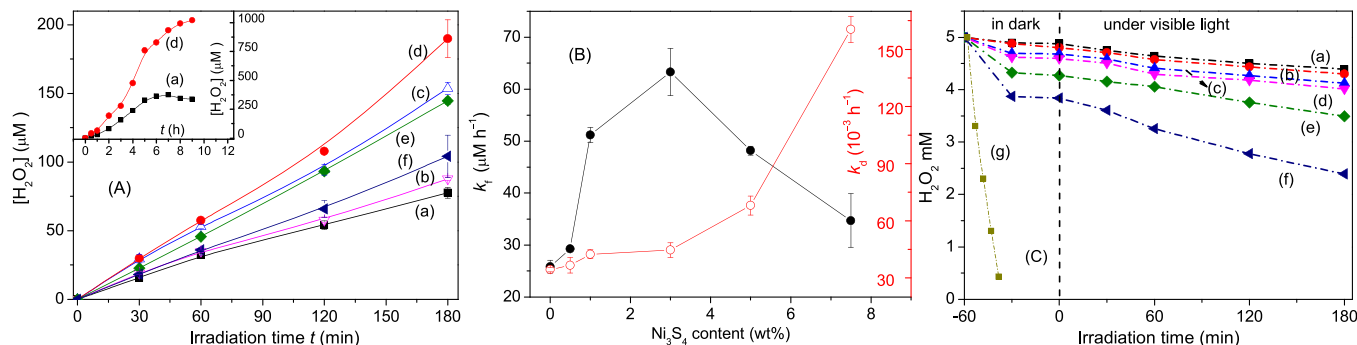 200
175
150
125
100
75
50
25
0
[H2O2] (μM)
0 30 60 90 120 150 180
Irradiation time t (min)
(A)
(d)
(c)
(e)
(f)
(b)
(a)
(d)
(a)
0 2 4 6 8 10 12
t (h)
1000
750
500
250
0
[H2O2] (μM)
(B)
70
60
50
40
30
20
kf (μM h⁻¹)
0 2 4 6 8
Ni3S4 content (wt%)
150
120
90
60
30
kd (10⁻³ h⁻¹)
in dark under visible light
5
4
3
2
1
0
H2O2 mM
(a)
(b)
(c)
(d)
(e)
(f)
(g)
(C)
-60 0 60 120 180
Irradiation time (min)